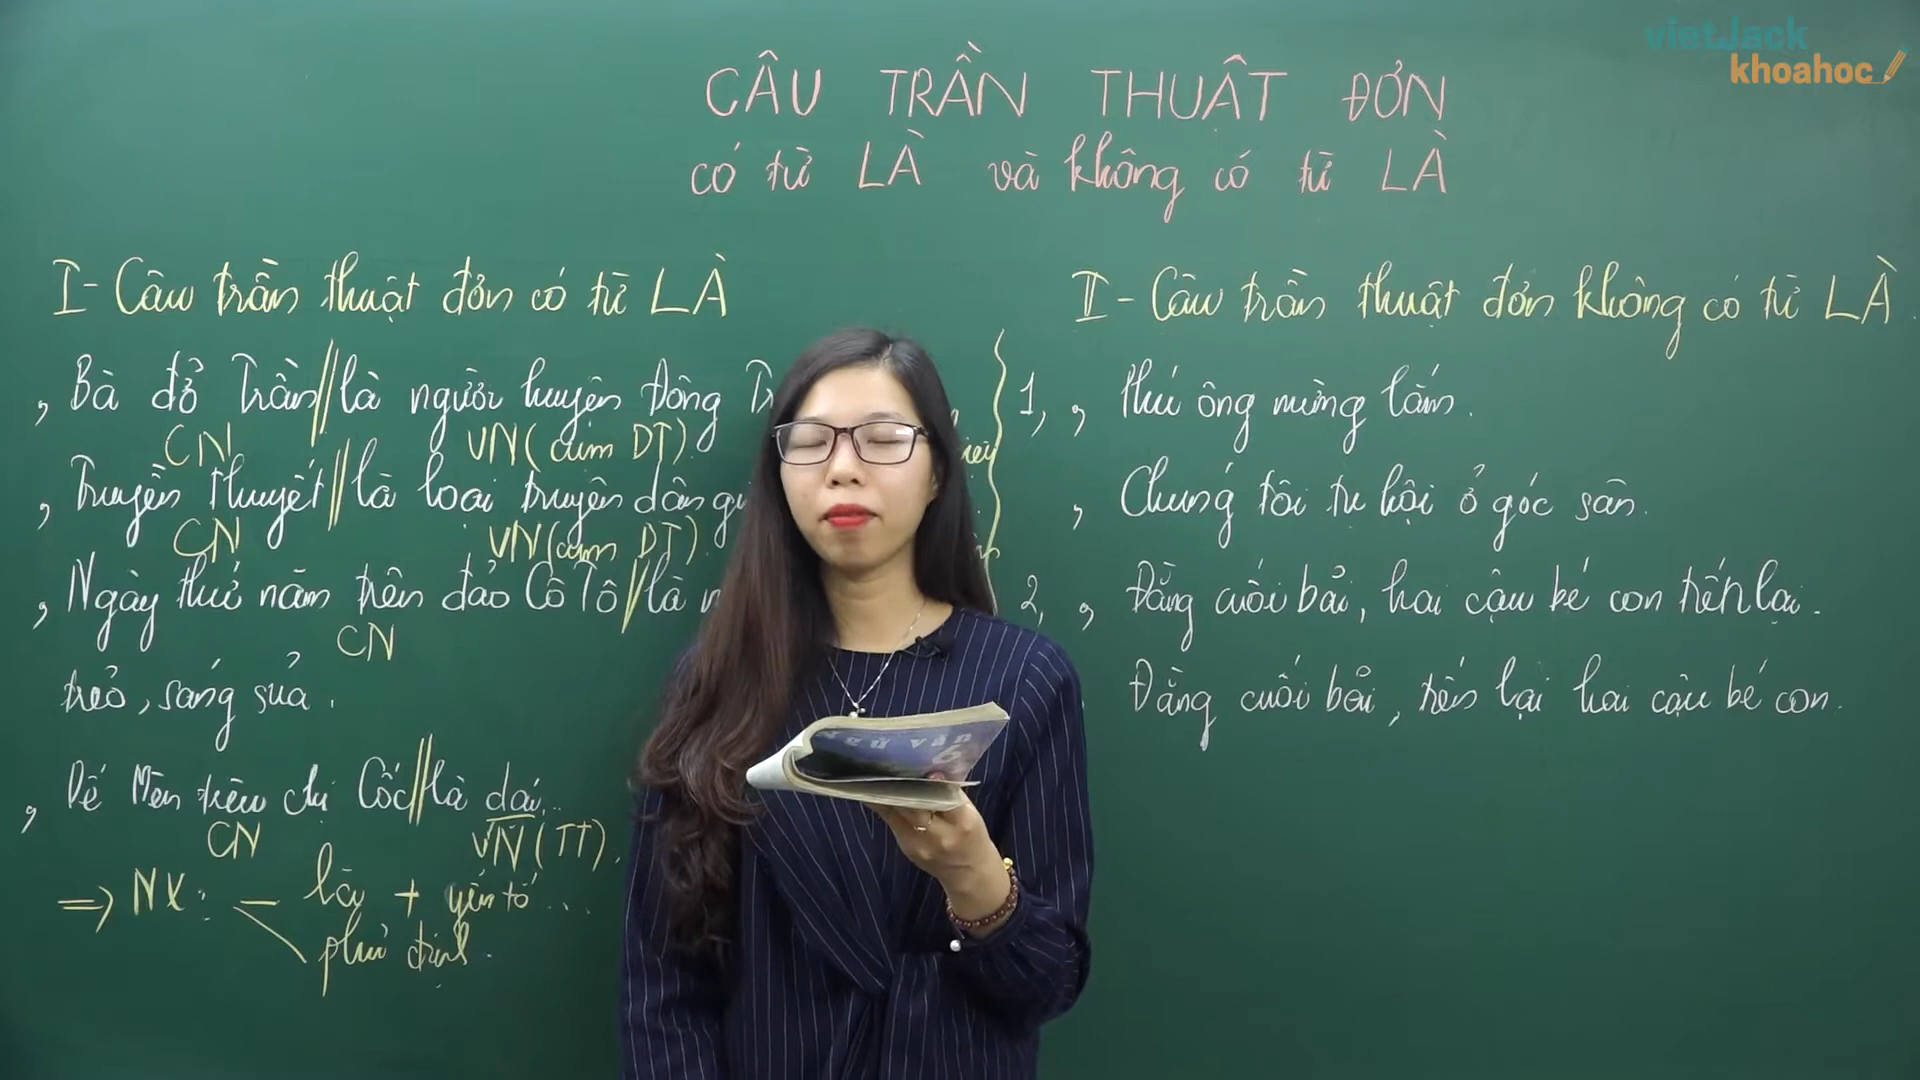 vietJack
khoahoc
CÂU TRẦN THUẬT ĐƠN
có từ LÀ và không có từ LÀ
I- Câu trần thuật đơn có từ LÀ
, Bà đỡ Trần // là người huyện Đông Tr
CN VN (cụm DT)
, Truyền thuyết // là loại truyện dân gi
CN VN (cụm DT)
, Ngày thứ năm trên đảo Cô Tô // là
CN
trẻo, sáng sủa.
, Dế Mèn trêu chị Cốc // là dại...
CN VN (TT).
=> NX: là + yếu tố ...
phủ định.
II- Câu trần thuật đơn không có từ LÀ
1, , Phú ông mừng lắm.
, Chúng tôi tụ hội ở góc sân.
2, , Đằng cuối bãi, hai cậu bé con tiến lại.
Đằng cuối bãi, tiến lại hai cậu bé con.
Ngữ văn
6